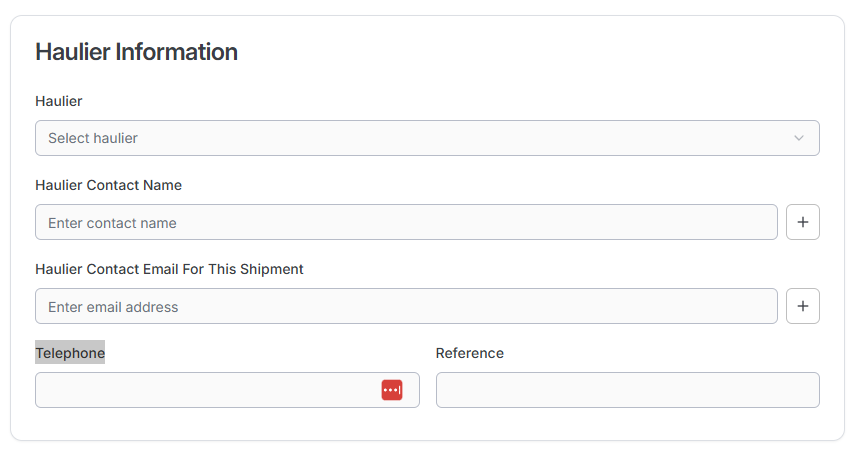 Haulier Information
Haulier
Select haulier
Haulier Contact Name
Enter contact name
Haulier Contact Email For This Shipment
Enter email address
Telephone
Reference